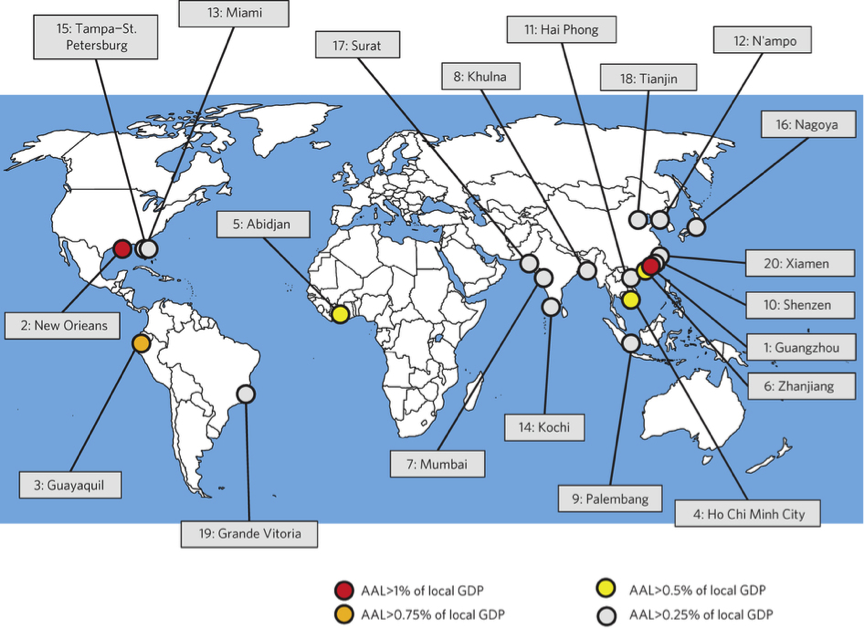 13: Miami
15: Tampa–St.
Petersburg
11: Hai Phong
17: Surat
12: N'ampo
8: Khulna
18: Tianjin
16: Nagoya
5: Abidjan
20: Xiamen
10: Shenzen
2: New Orieans
1: Guangzhou
6: Zhanjiang
14: Kochi
7: Mumbai
3: Guayaquil
9: Palembang
4: Ho Chi Minh City
19: Grande Vitoria
AAL>1% of local GDP
AAL>0.5% of local GDP
AAL>0.75% of local GDP
AAL>0.25% of local GDP